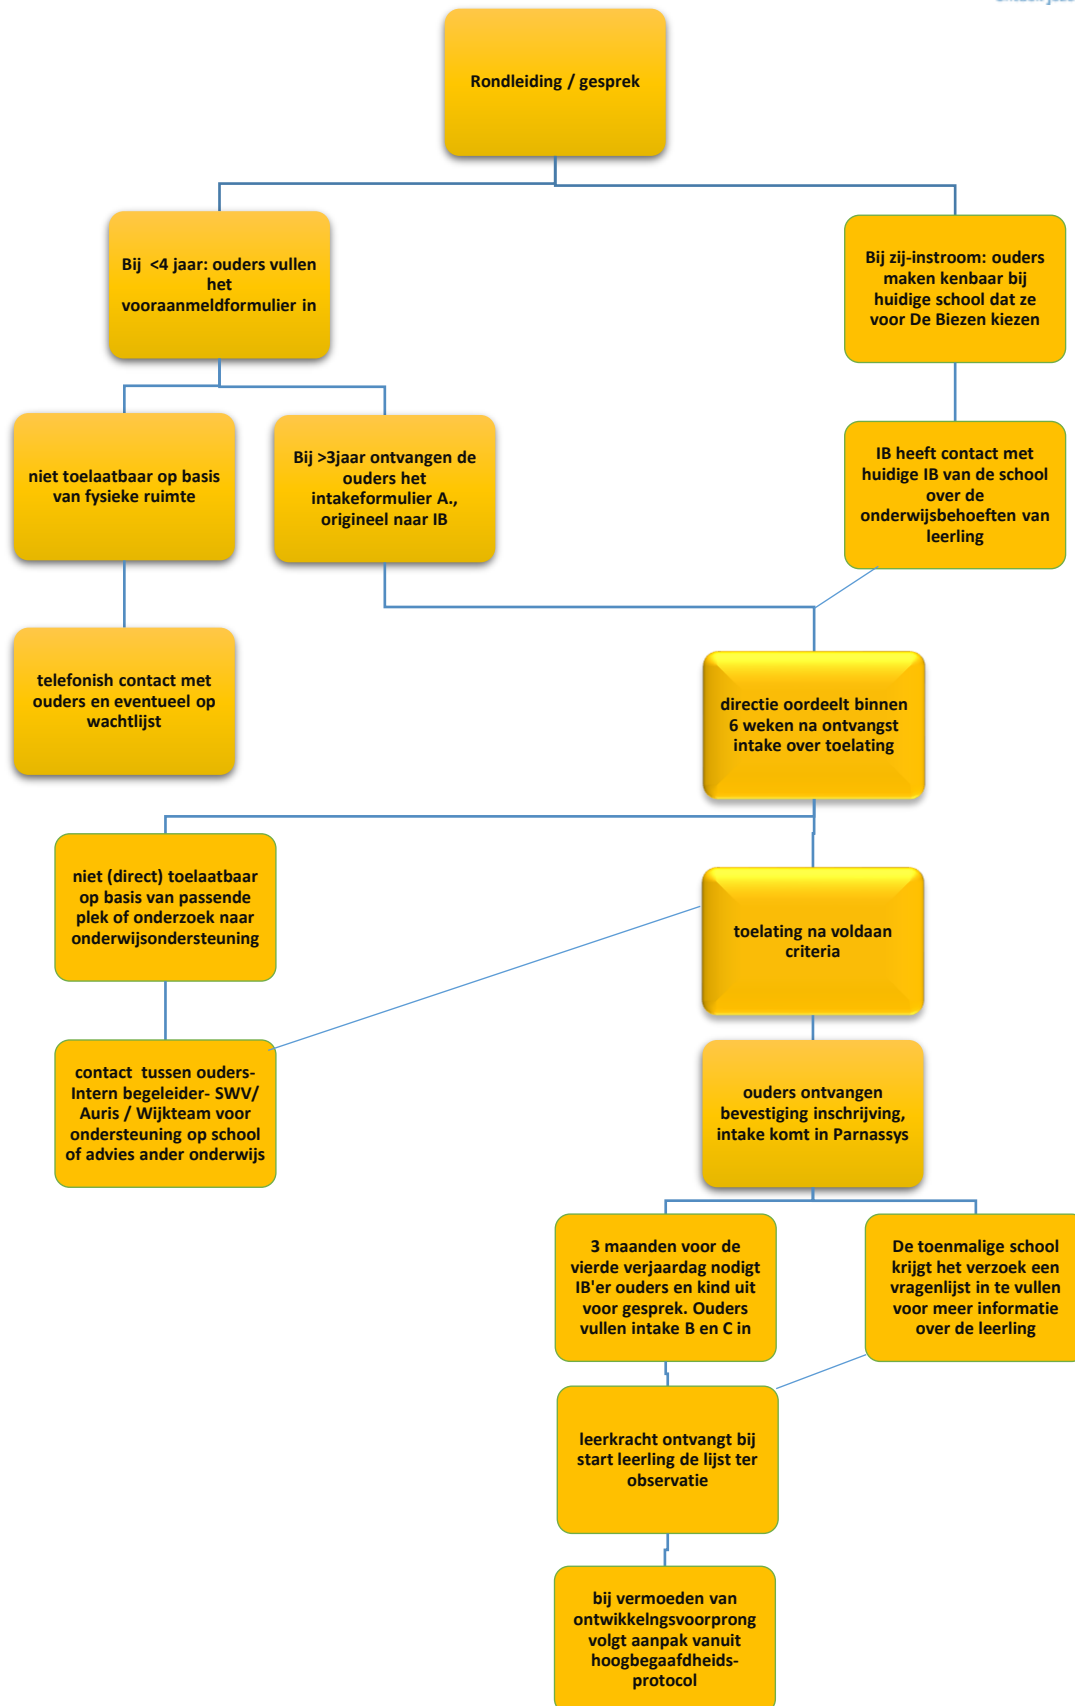 Rondleiding / gesprek
Bij <4 jaar: ouders vullen
het
vooraanmeldformulier in
Bij zij-instroom: ouders
maken kenbaar bij
huidige school dat ze
voor De Biezen kiezen
niet toelaatbaar op basis
van fysieke ruimte
Bij >3jaar ontvangen de
ouders het
intakeformulier A.,
origineel naar IB
IB heeft contact met
huidige IB van de school
over de
onderwijsbehoeften van
leerling
telefonish contact met
ouders en eventueel op
wachtlijst
directie oordeelt binnen
6 weken na ontvangst
intake over toelating
niet (direct) toelaatbaar
op basis van passende
plek of onderzoek naar
onderwijsondersteuning
toelating na voldaan
criteria
contact tussen ouders-
Intern begeleider- SWV/
Auris / Wijkteam voor
ondersteuning op school
of advies ander onderwijs
ouders ontvangen
bevestiging inschrijving,
intake komt in Parnassys
3 maanden voor de
vierde verjaardag nodigt
IB'er ouders en kind uit
voor gesprek. Ouders
vullen intake B en C in
De toenmalige school
krijgt het verzoek een
vragenlijst in te vullen
voor meer informatie
over de leerling
leerkracht ontvangt bij
start leerling de lijst ter
observatie
bij vermoeden van
ontwikkelngsvoorprong
volgt aanpak vanuit
hoogbegaafdheids-
protocol